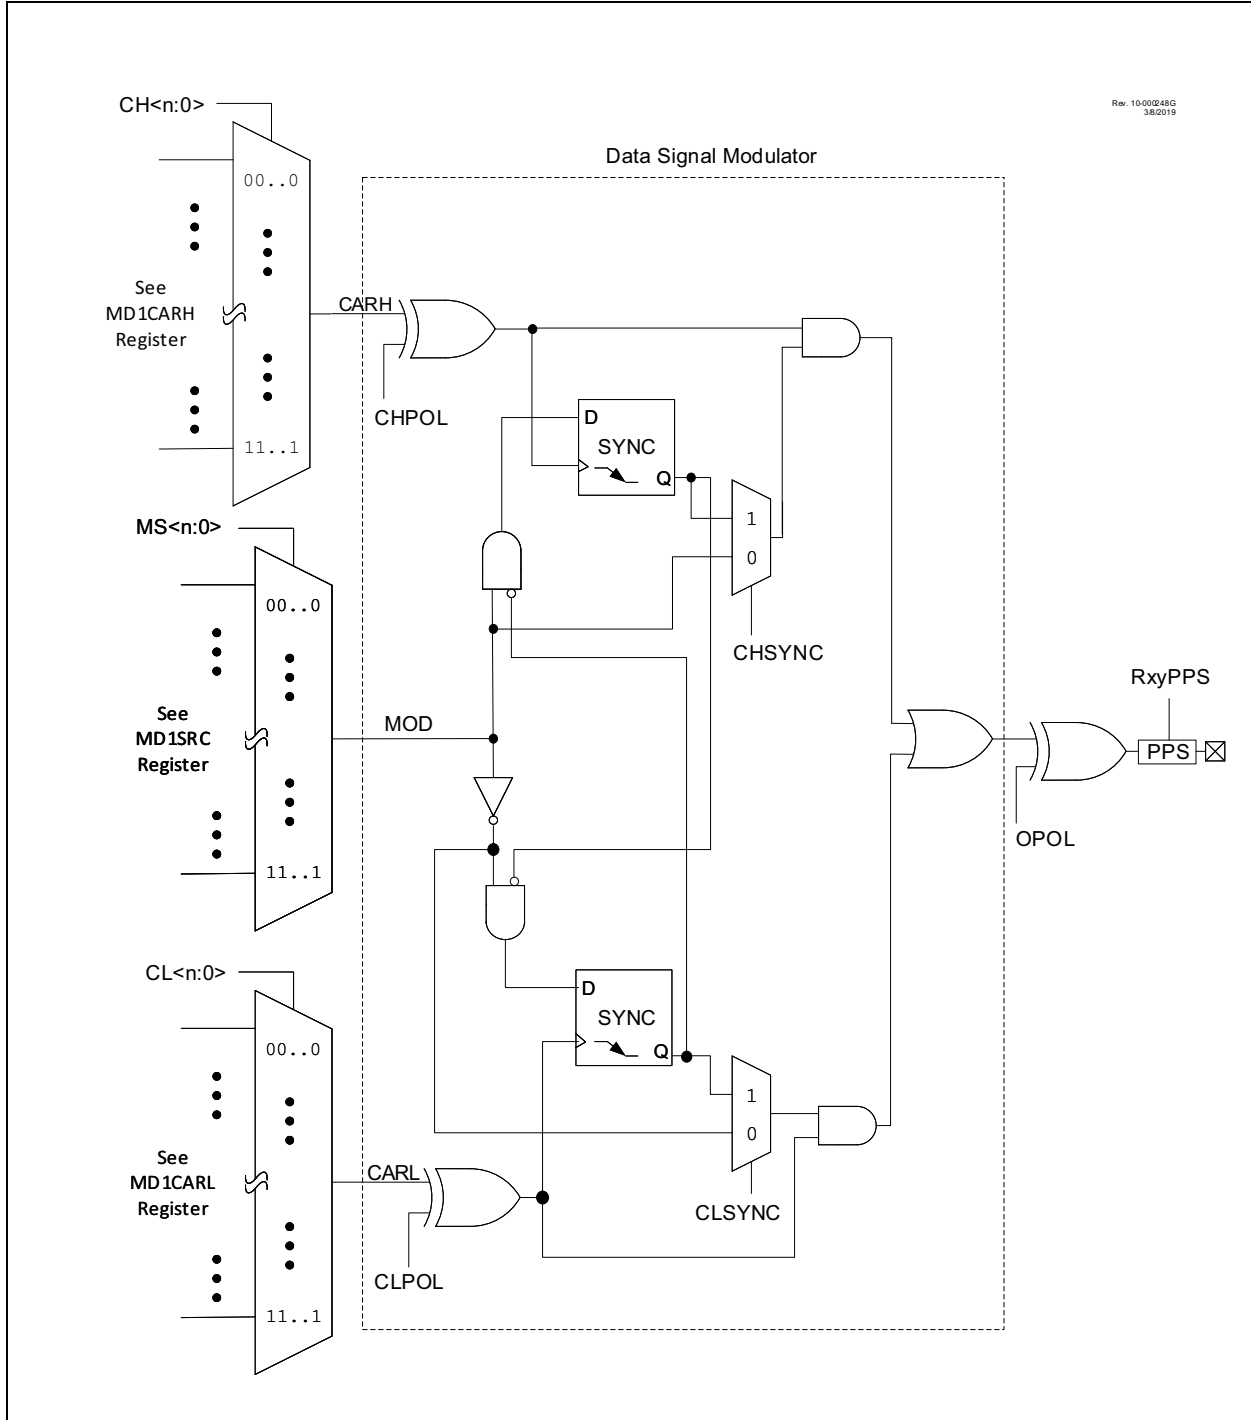 Rev. 10-000248G
3/8/2019
CH<n:0>
Data Signal Modulator
00..0
See
MD1CARH
Register
CARH
CHPOL
11..1
D
SYNC
Q
1
0
CHSYNC
MS<n:0>
00..0
See
MD1SRC
Register
MOD
11..1
RxyPPS
PPS
OPOL
CL<n:0>
00..0
See
MD1CARL
Register
CARL
CLPOL
11..1
D
SYNC
Q
1
0
CLSYNC